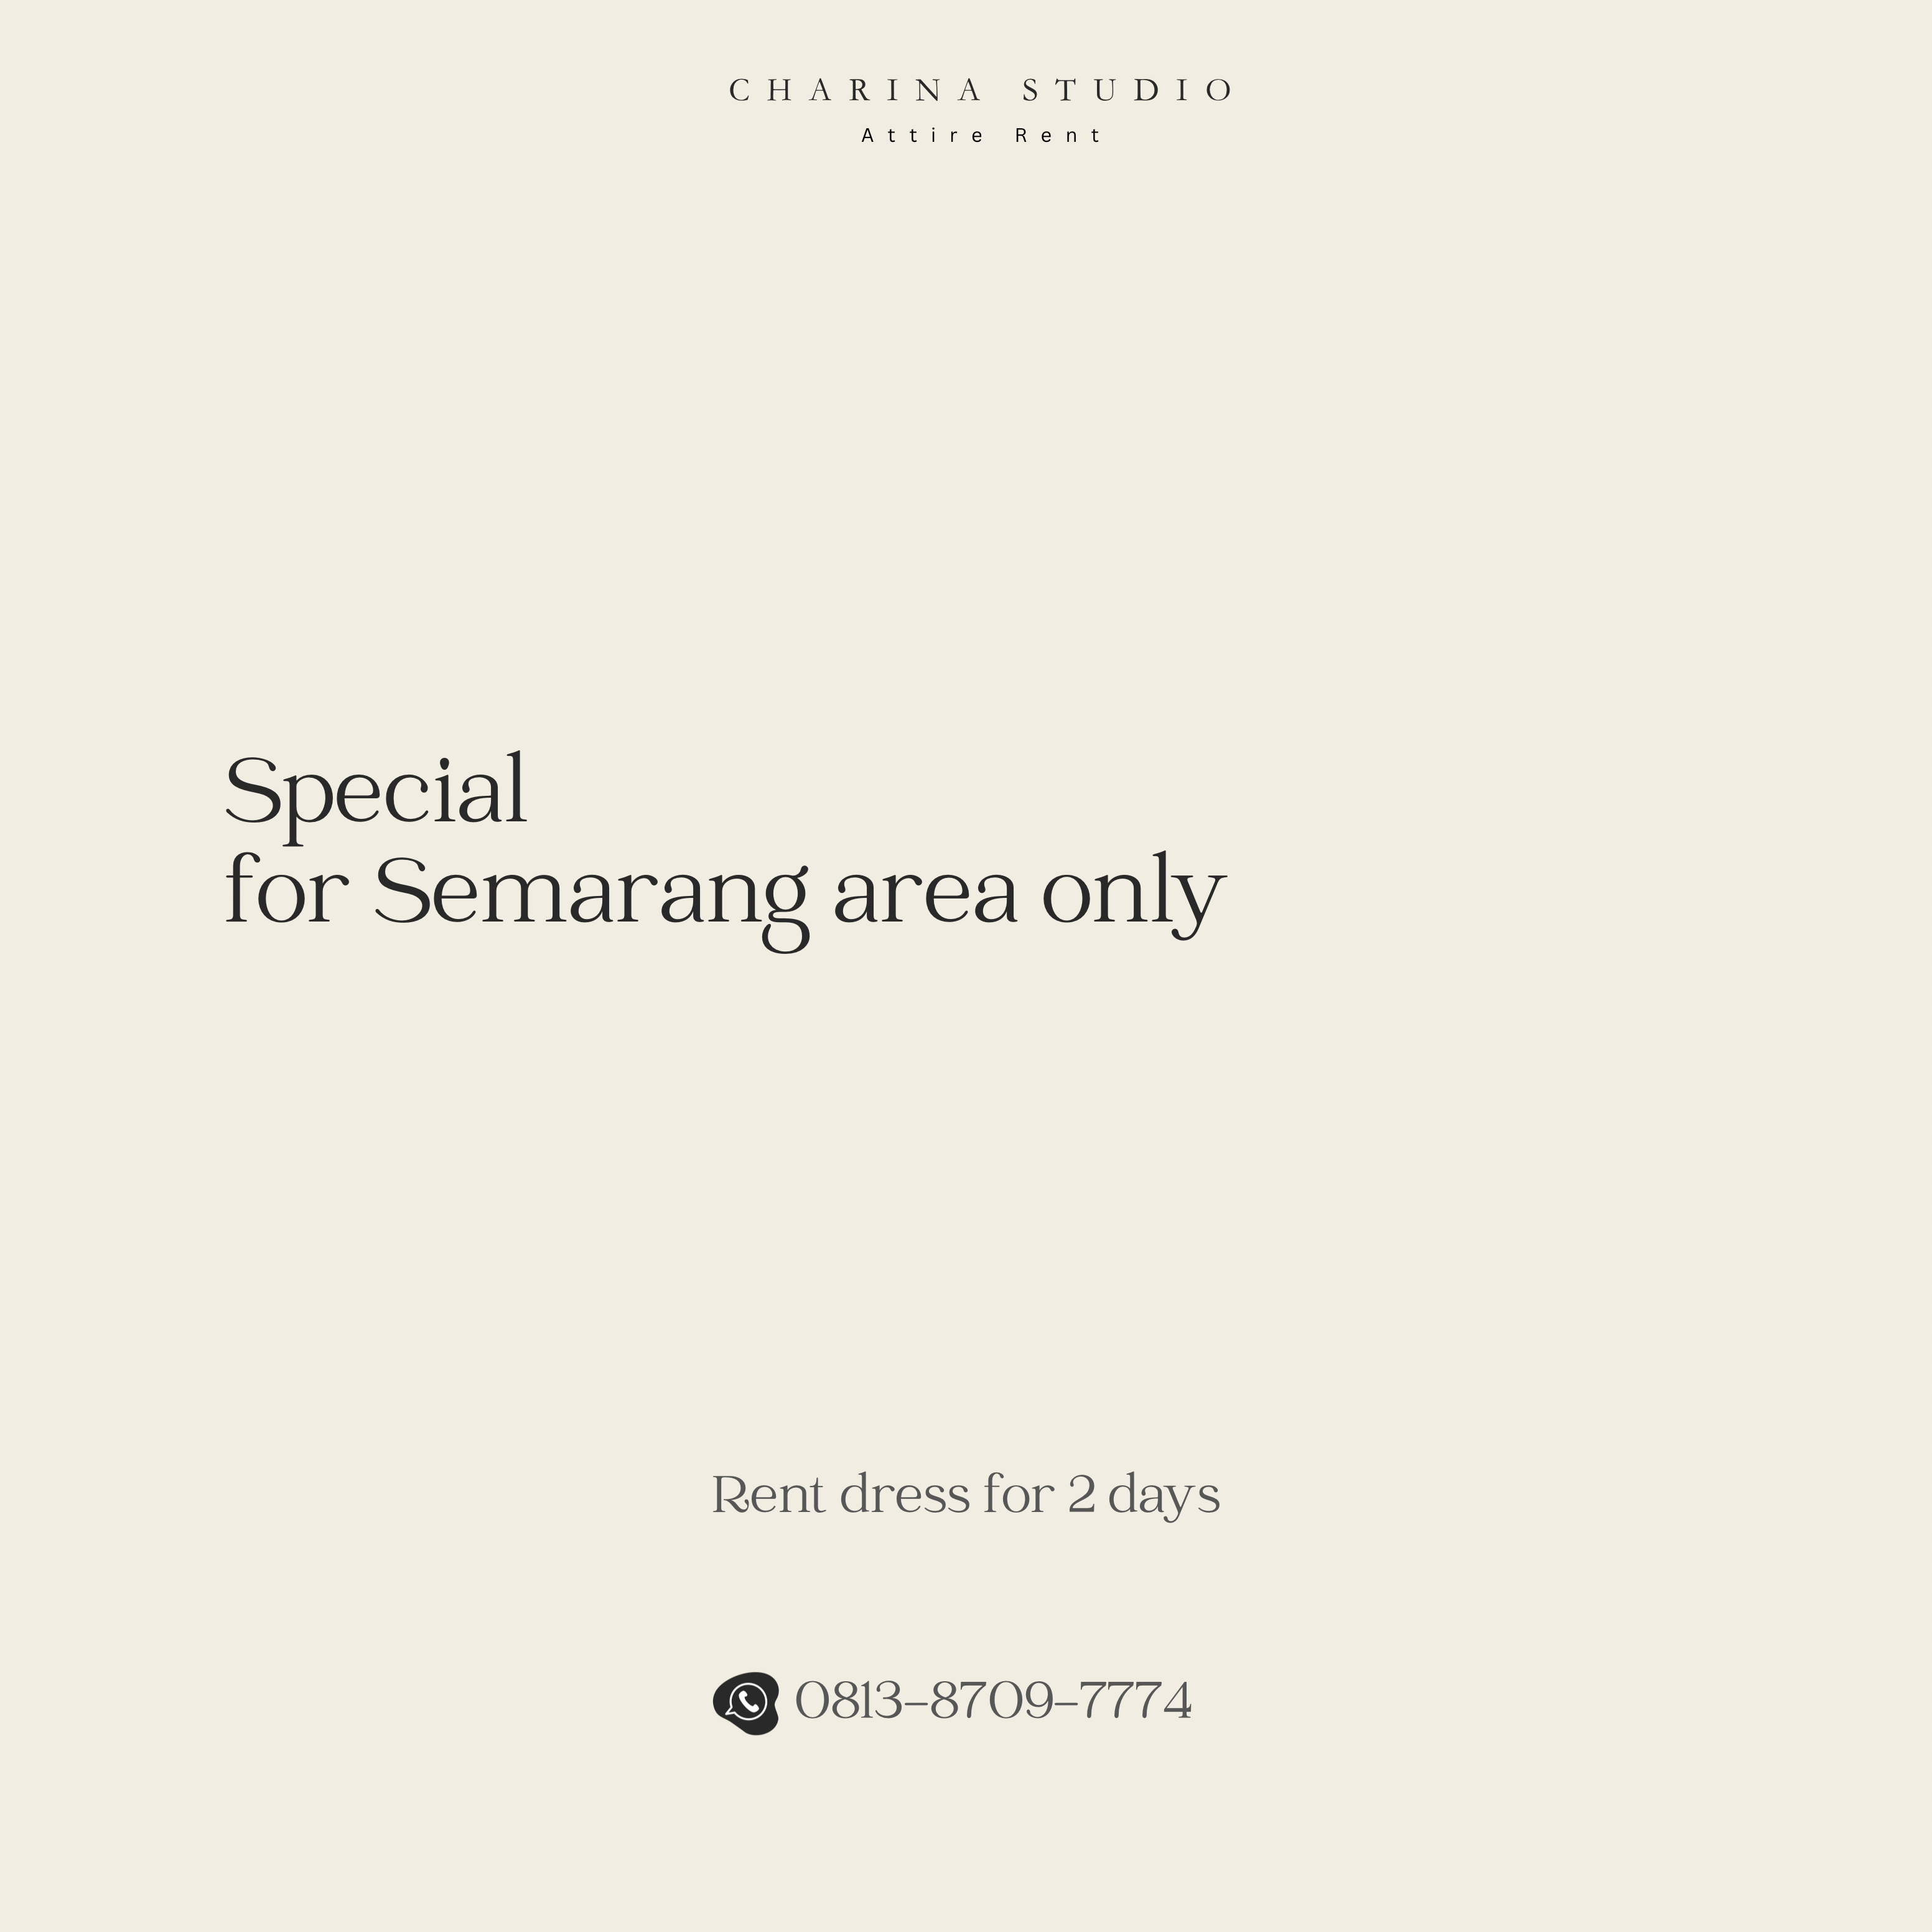 CHARINA STUDIO
Attire Rent
Special
for Semarang area only
Rent dress for 2 days
0813-8709-7774